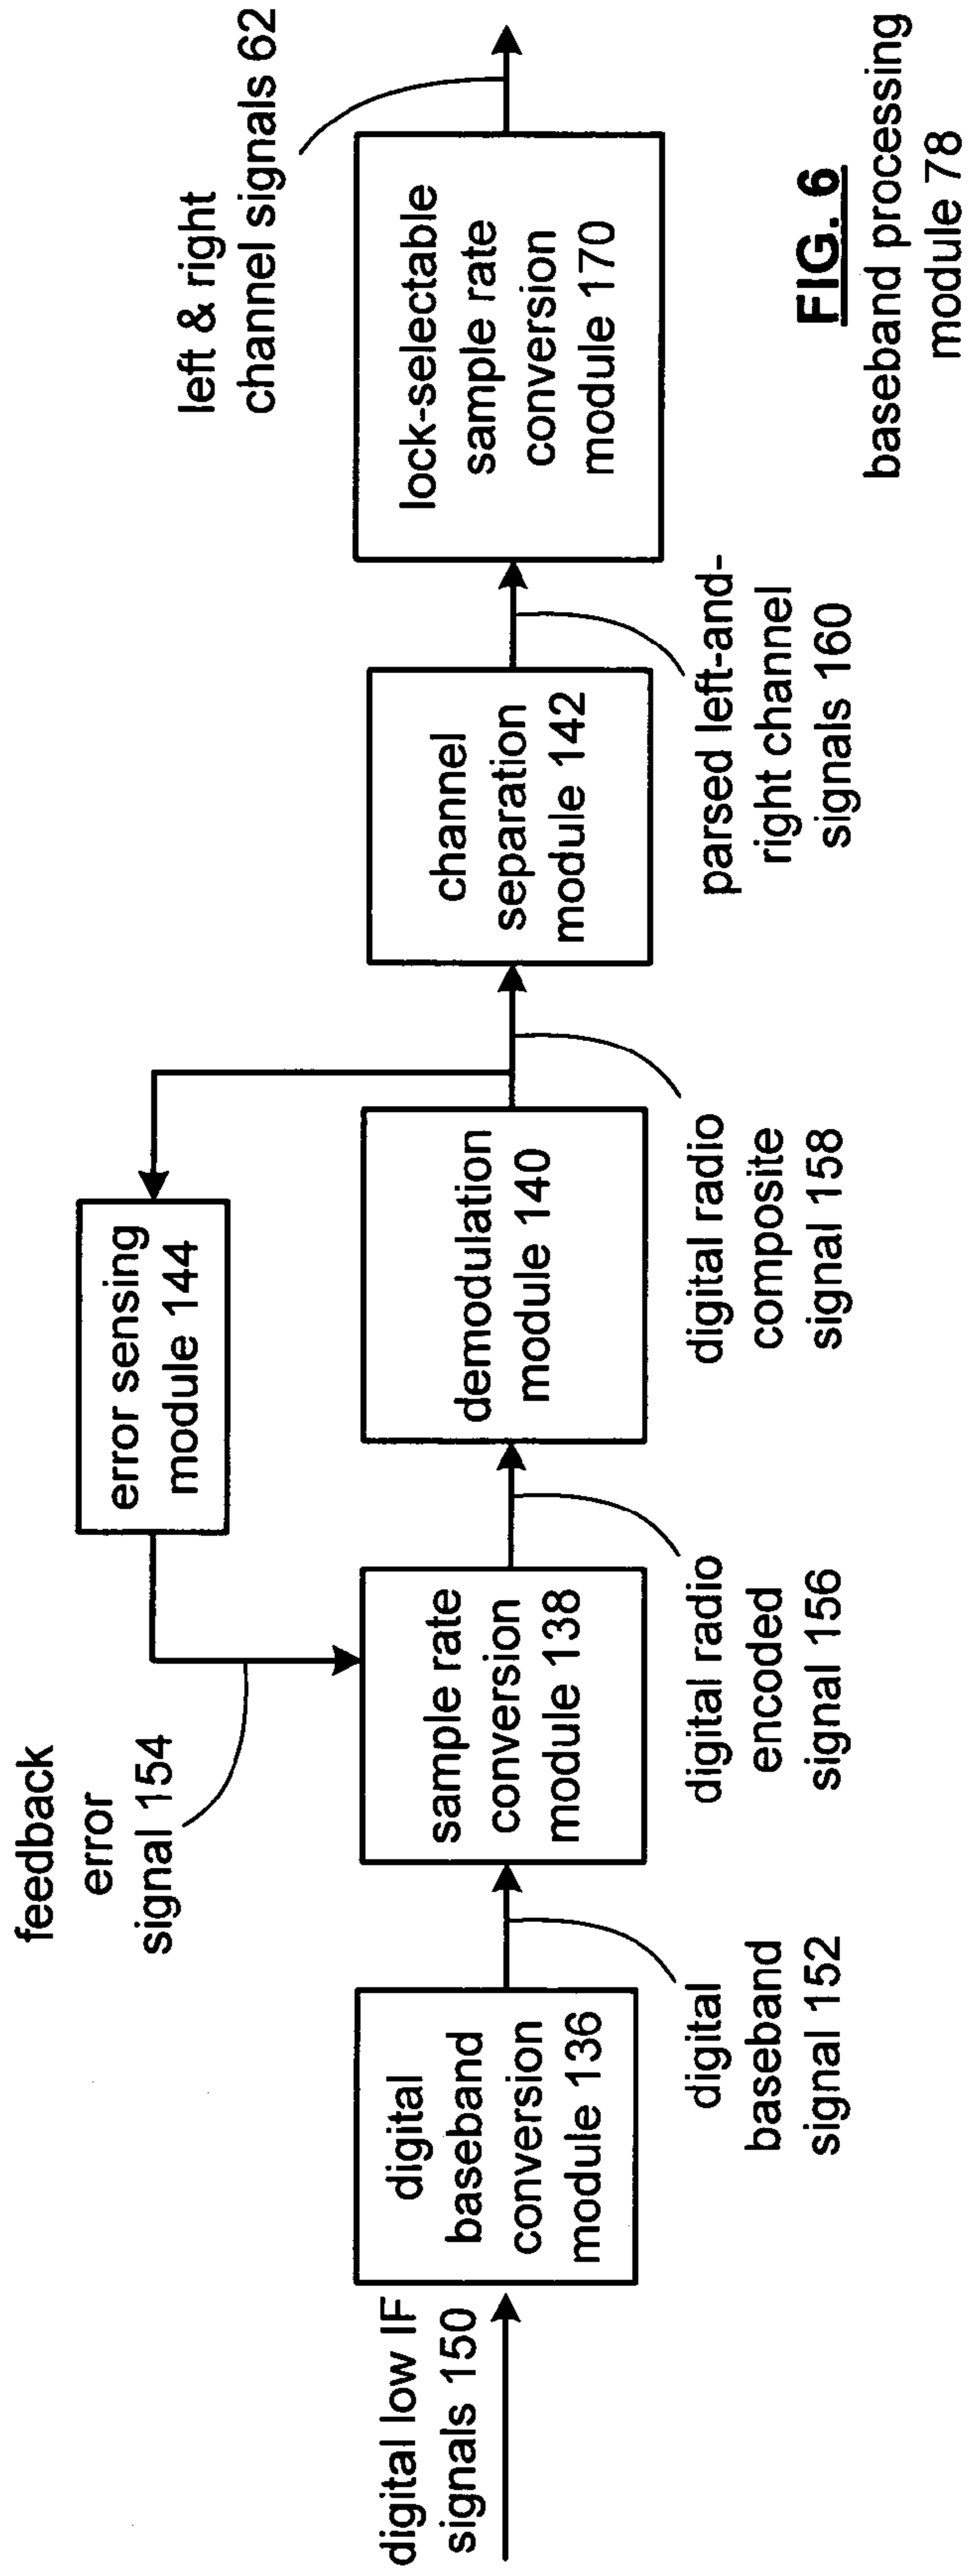 feedback
error
signal 154
error sensing
module 144
left & right
channel signals 62
digital low IF
signals 150
digital
baseband
conversion
module 136
sample rate
conversion
module 138
demodulation
module 140
channel
separation
module 142
lock-selectable
sample rate
conversion
module 170
digital
baseband
signal 152
digital radio
encoded
signal 156
digital radio
composite
signal 158
parsed left-and-
right channel
signals 160
FIG. 6
baseband processing
module 78